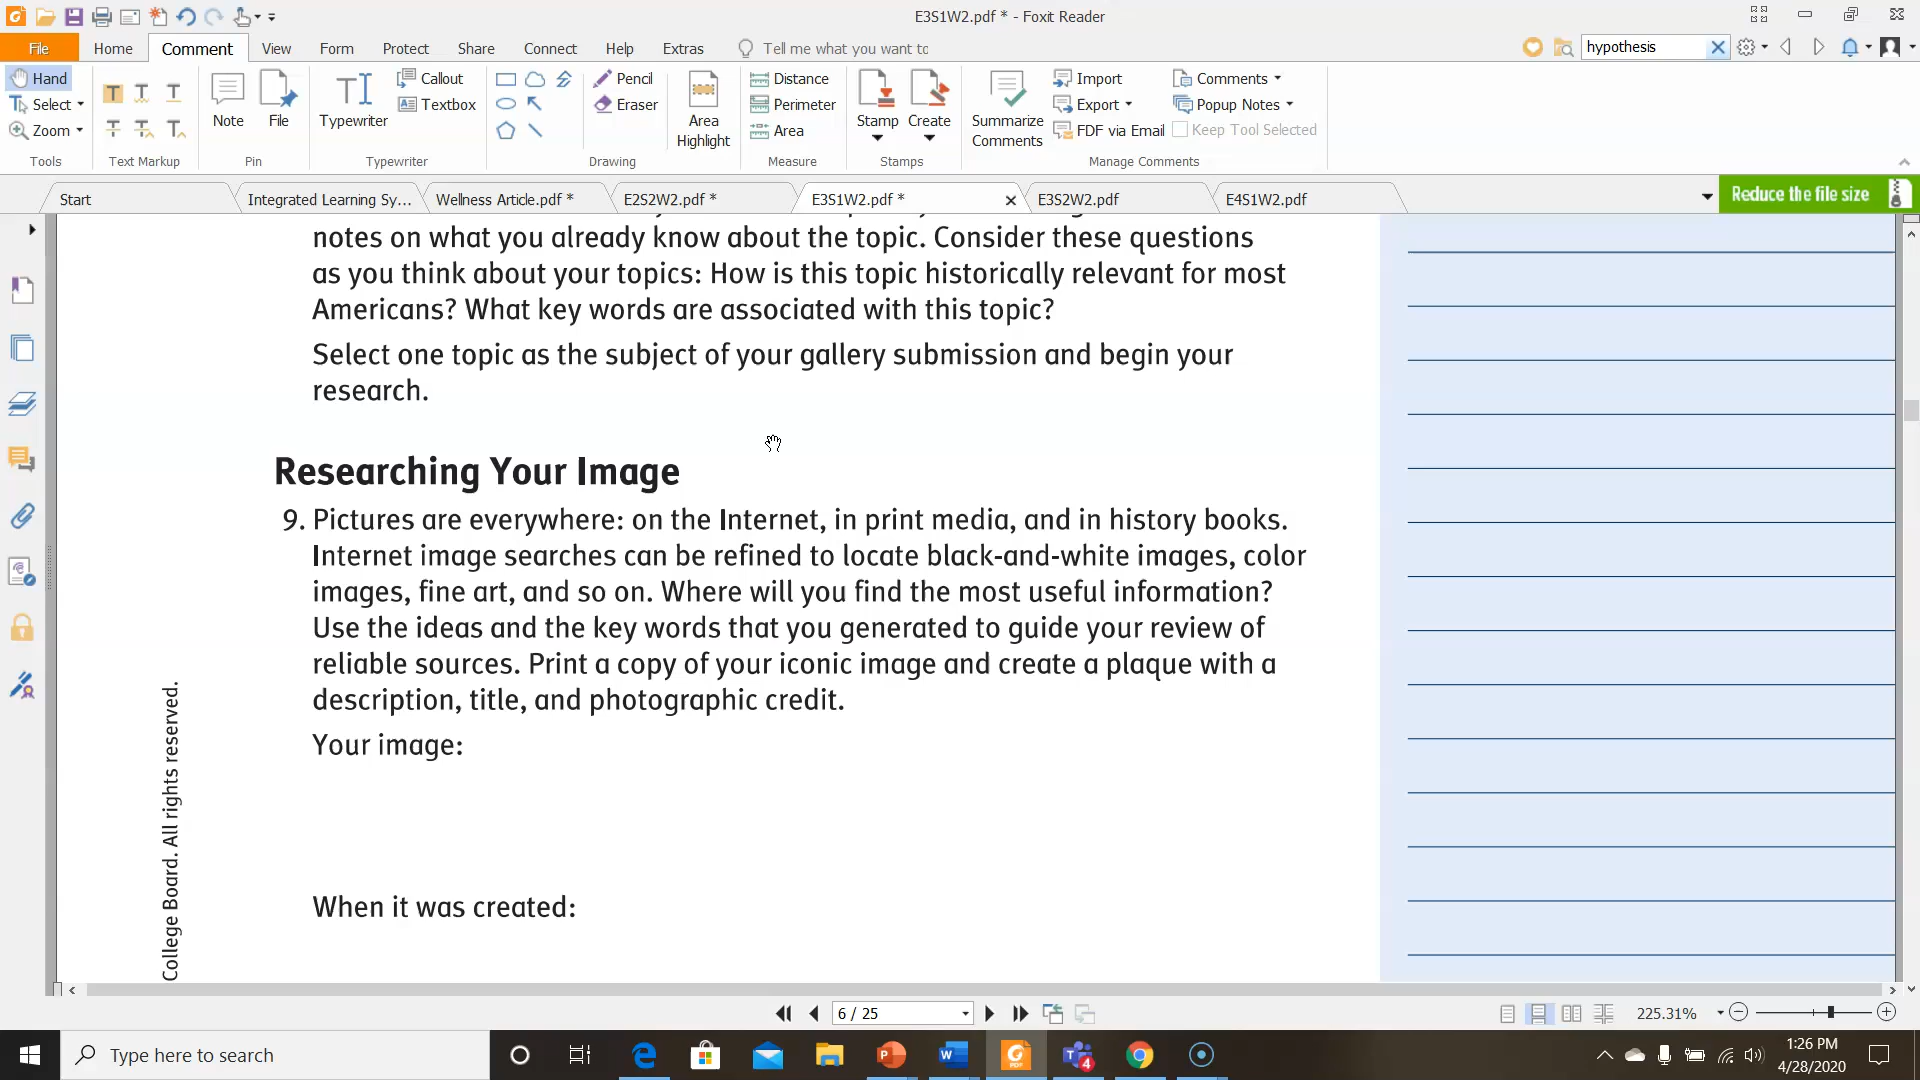 E3S1W2.pdf * - Foxit Reader
File Home Comment View Form Protect Share Connect Help Extras Tell me what you want to hypothesis
Hand
Select
Zoom
Tools
Text Markup
Note
File
Pin
Typewriter
Callout
Textbox
Typewriter
Pencil
Eraser
Drawing
Area
Highlight
Distance
Perimeter
Area
Measure
Stamp
Create
Stamps
Summarize
Comments
Import
Export
FDF via Email
Comments
Popup Notes
Keep Tool Selected
Manage Comments
Start Integrated Learning Sy... Wellness Article.pdf * E2S2W2.pdf * E3S1W2.pdf * E3S2W2.pdf E4S1W2.pdf
Reduce the file size
notes on what you already know about the topic. Consider these questions
as you think about your topics: How is this topic historically relevant for most
Americans? What key words are associated with this topic?
Select one topic as the subject of your gallery submission and begin your
research.
Researching Your Image
9. Pictures are everywhere: on the Internet, in print media, and in history books.
Internet image searches can be refined to locate black-and-white images, color
images, fine art, and so on. Where will you find the most useful information?
Use the ideas and the key words that you generated to guide your review of
reliable sources. Print a copy of your iconic image and create a plaque with a
description, title, and photographic credit.
Your image:
When it was created:
College Board. All rights reserved.
6 / 25
225.31%
Type here to search
4
1:26 PM
4/28/2020